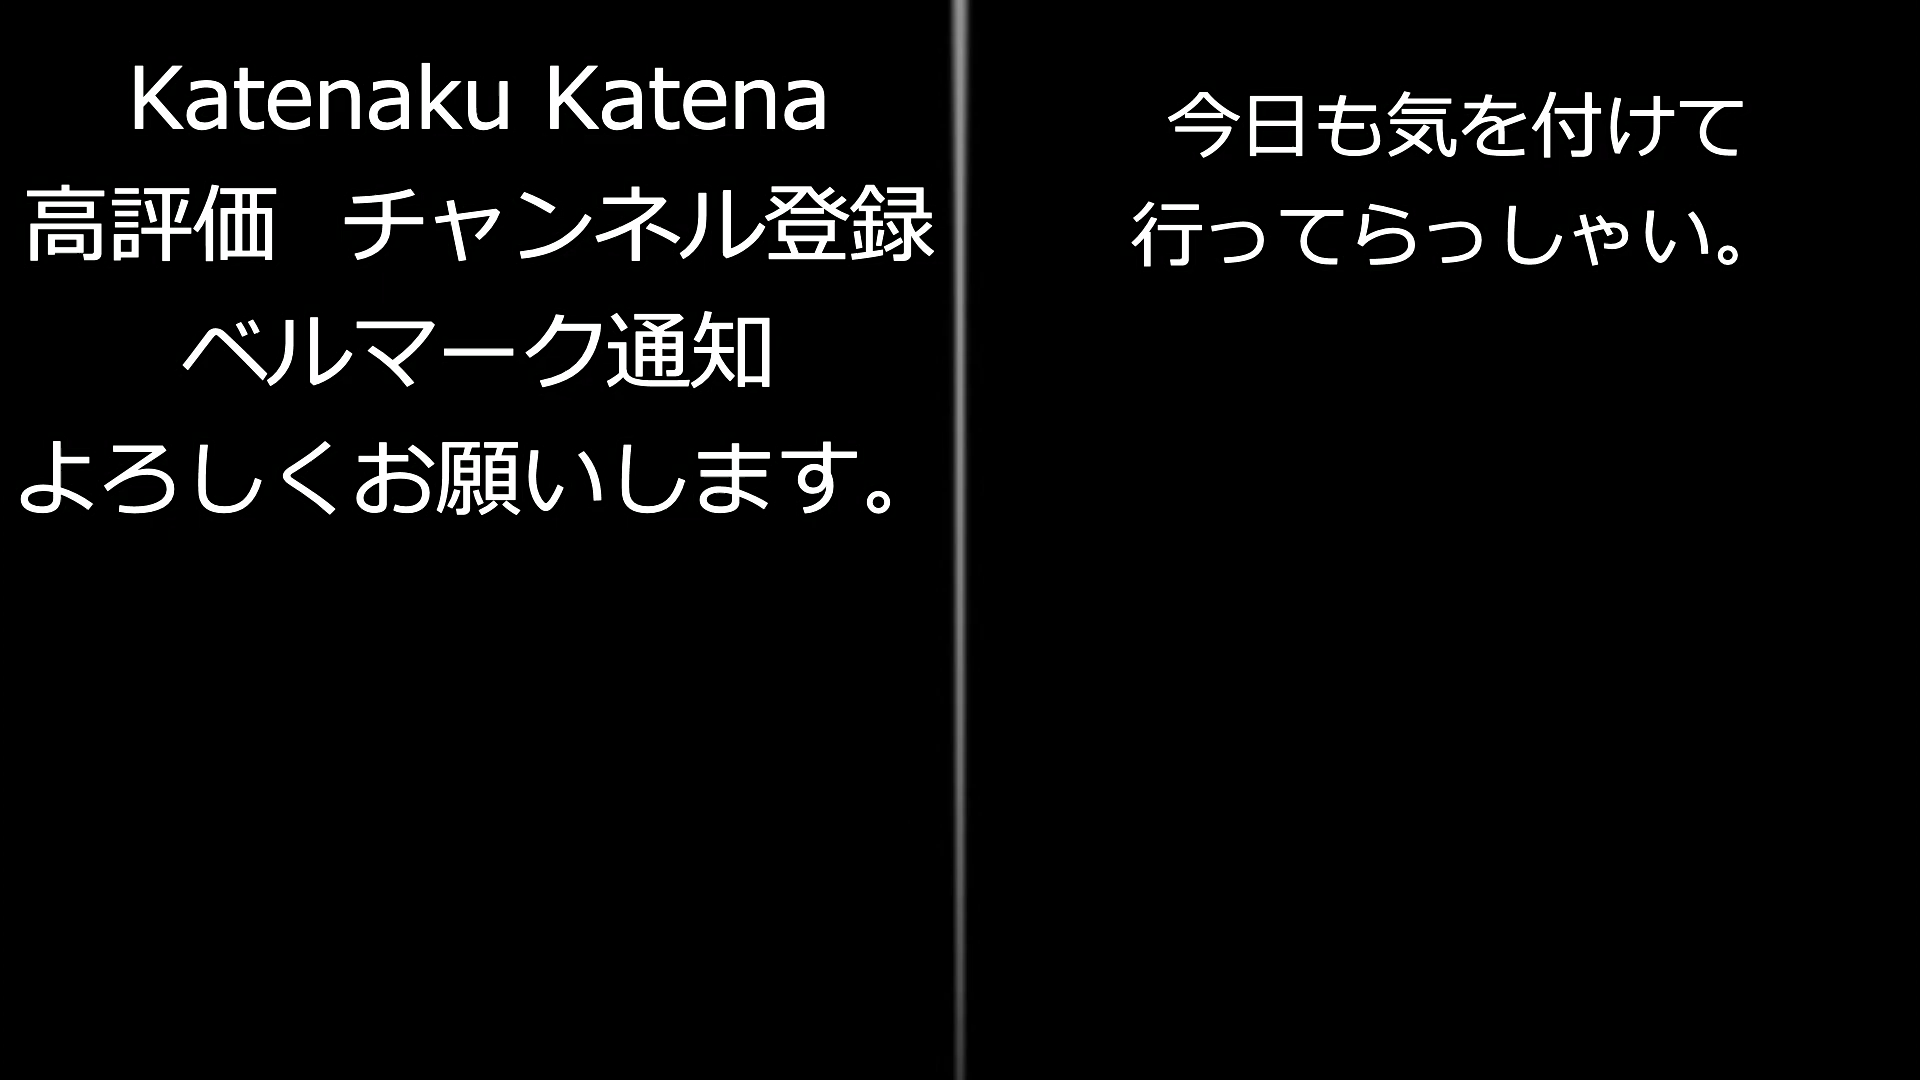 Katenaku Katena
高評価　チャンネル登録
ベルマーク通知
よろしくお願いします。
今日も気を付けて
行ってらっしゃい。